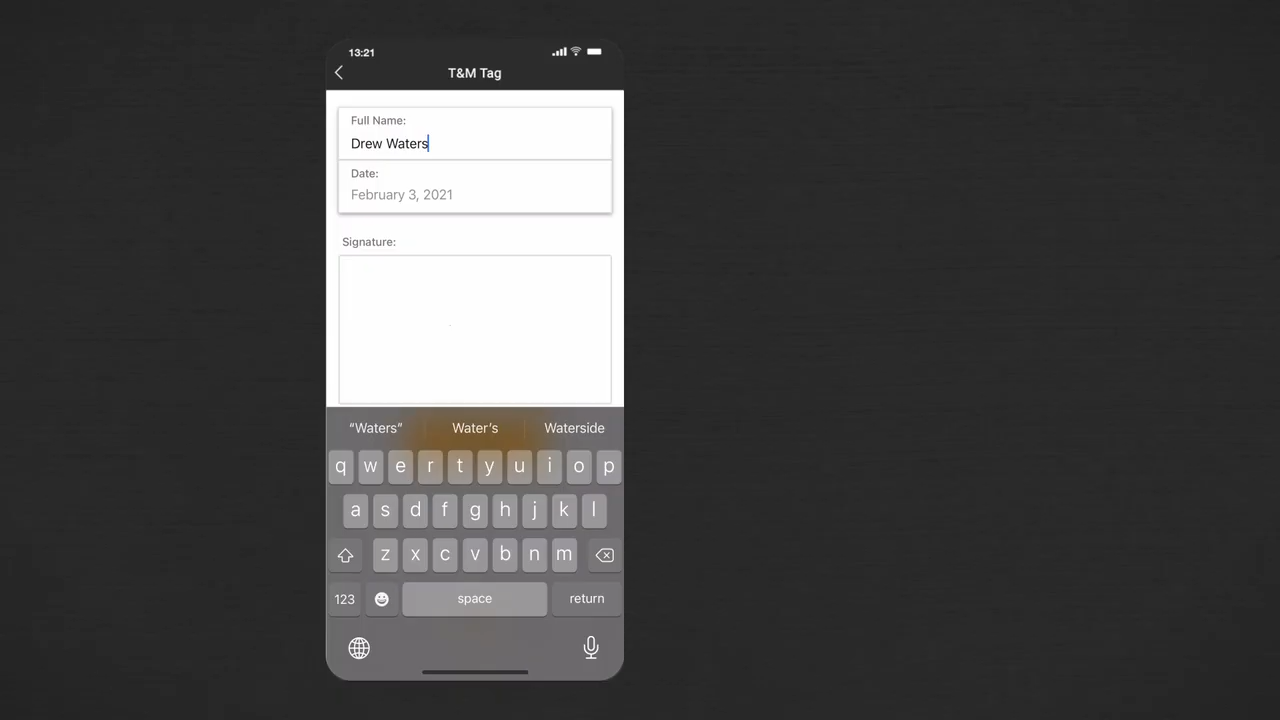 13:21
T&M Tag
Full Name:
Drew Waters
Date:
February 3, 2021
Signature:
“Waters” Water’s Waterside
q w e r t y u i o p
a s d f g h j k l
z x c v b n m
123 space return